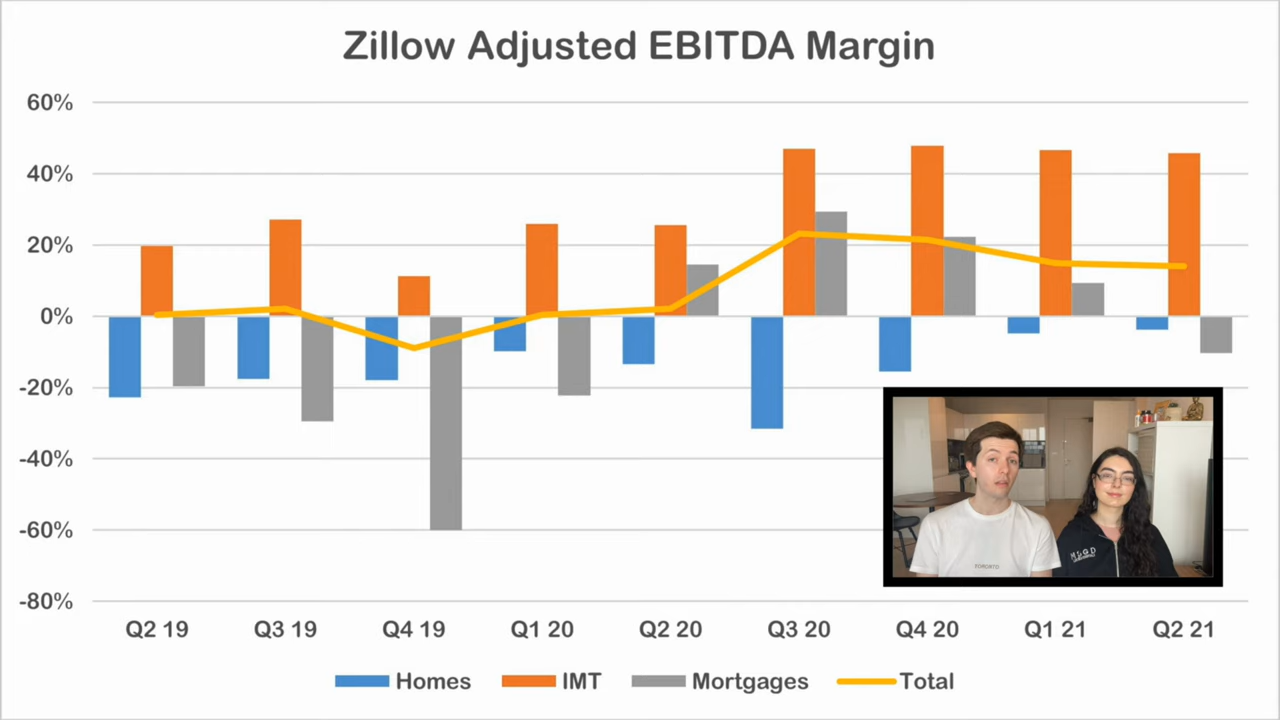 Zillow Adjusted EBITDA Margin
60%
40%
20%
0%
-20%
-40%
-60%
-80%
Q2 19 Q3 19 Q4 19 Q1 20 Q2 20 Q3 20 Q4 20 Q1 21 Q2 21
Homes IMT Mortgages Total
TORONTO